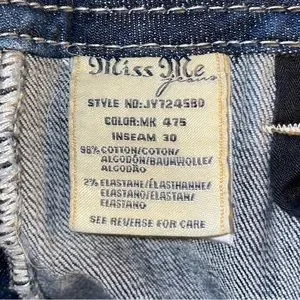 Miss Me
jeans
STYLE NO:JY7245BD
COLOR:MK 475
INSEAM 30
98% COTTON/COTON/
ALGODÓN/BAUMWOLLE/
ALGODÃO
2% ELASTANE/ÉLASTHANNE/
ELASTANO/ELASTAN/
ELASTANO
SEE REVERSE FOR CARE